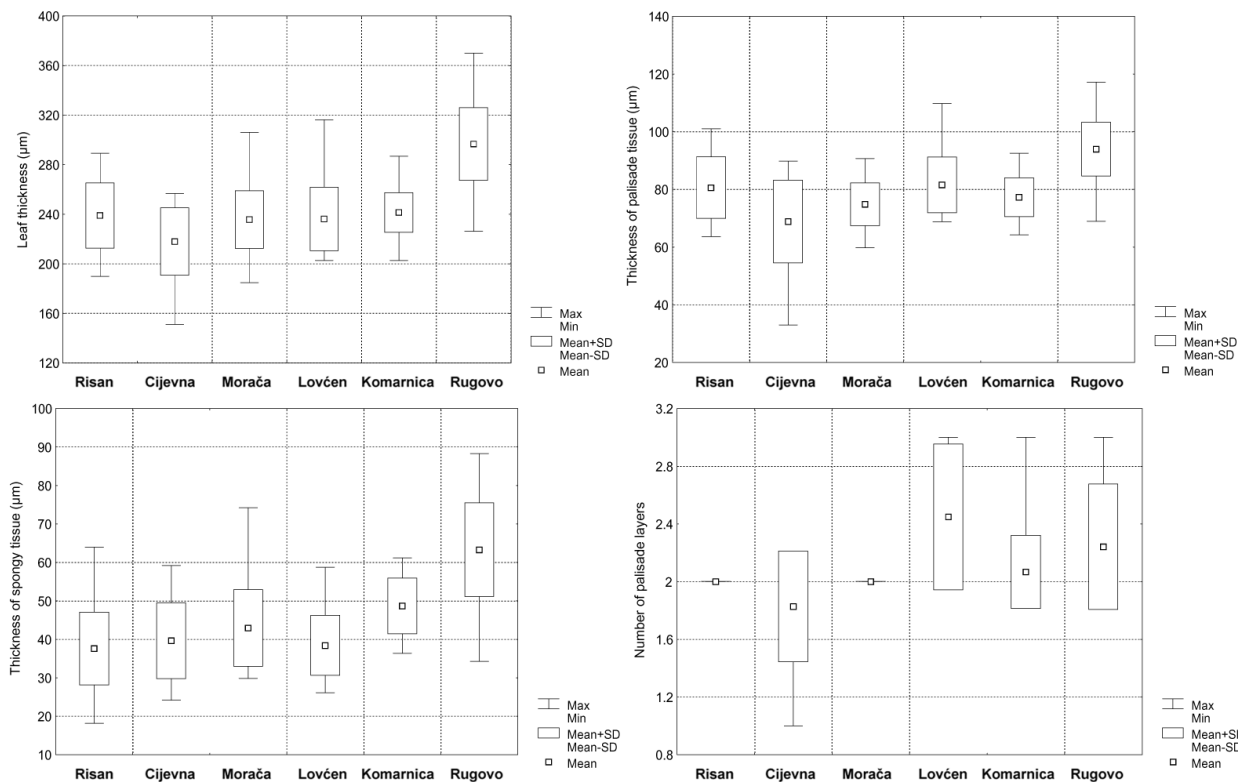 Leaf thickness (µm)
400
360
320
280
240
200
160
120
Risan Cijevna Morača Lovćen Komarnica Rugovo
Max
Min
Mean+SD
Mean-SD
Mean
Thickness of palisade tissue (µm)
140
120
100
80
60
40
20
Risan Cijevna Morača Lovćen Komarnica Rugovo
Max
Min
Mean+SD
Mean-SD
Mean
Thickness of spongy tissue (µm)
100
90
80
70
60
50
40
30
20
10
Risan Cijevna Morača Lovćen Komarnica Rugovo
Max
Min
Mean+SD
Mean-SD
Mean
Number of palisade layers
3.2
2.8
2.4
2
1.6
1.2
0.8
Risan Cijevna Morača Lovćen Komarnica Rugovo
Max
Min
Mean+SD
Mean-SD
Mean